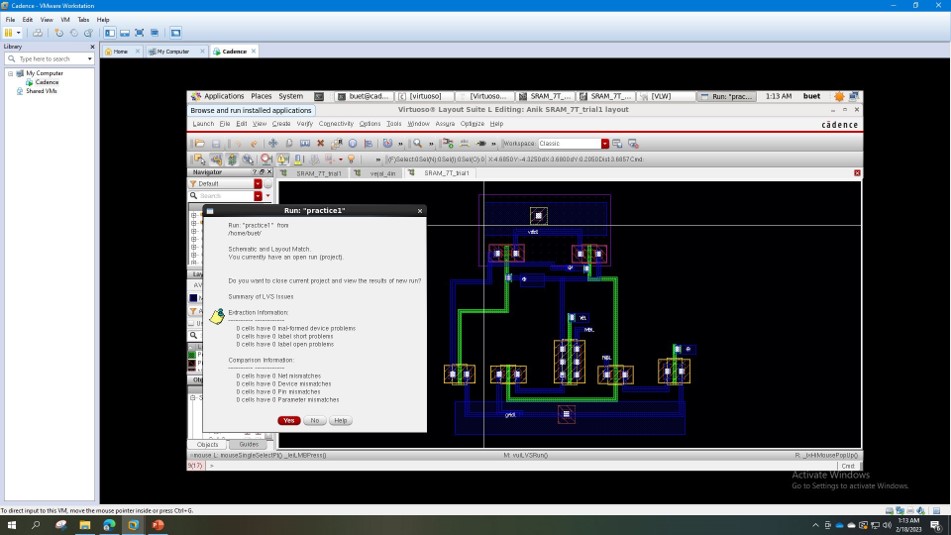 Cadence - VMware Workstation
File Edit View VM Tabs Help
Library
Type here to search
My Computer
Cadence
Shared VMs
Home
My Computer
Cadence
Applications Places System
buet@cad...
[virtuoso]
[Virtuoso...
SRAM_7T_...
SRAM_7T_...
[VLW]
Run: "prac...
1:13 AM
buet
Browse and run installed applications
Virtuoso® Layout Suite L Editing: Anik SRAM_7T_trial1 layout
Launch File Edit View Create Verify Connectivity Options Tools Window Assura Optimize Help
cādence
Workspace: Classic
(F)Select:0 Sel(N):0 Sel(I):0 Sel(O):0 X:4.6850 Y:-4.3250 dX:3.6800 dY:0.2050 Dist:3.6857 Cmd:
Navigator
Default
Search
SRAM_7T_trial1
SRAM_7T_trial1
Run: "practice1"
Run: "practice1" from
/home/buet/
Schematic and Layout Match.
You currently have an open run (project).
Do you want to close current project and view the results of new run?
Summary of LVS Issues
Extraction Information:
0 cells have 0 mal-formed device problems
0 cells have 0 label short problems
0 cells have 0 label open problems
Comparison Information:
0 cells have 0 Net mismatches
0 cells have 0 Device mismatches
0 cells have 0 Pin mismatches
0 cells have 0 Parameter mismatches
Yes No Help
Objects Guides
mouse L: mouseSingleSelectPt() _leiLMBPress()
M: vuiLVSRun()
R: _lxHiMousePopUp()
9(17) >
Cmd:
Activate Windows
Go to Settings to activate Windows.
To direct input to this VM, move the mouse pointer inside or press Ctrl+G.
1:13 AM
2/18/2023